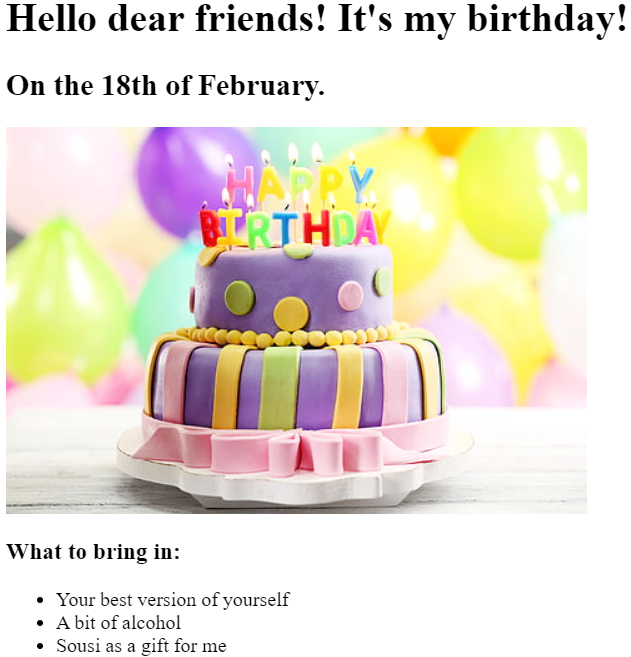 Hello dear friends! It's my birthday!
On the 18th of February.
HAPPY
BIRTHDAY
What to bring in:
Your best version of yourself
A bit of alcohol
Sousi as a gift for me